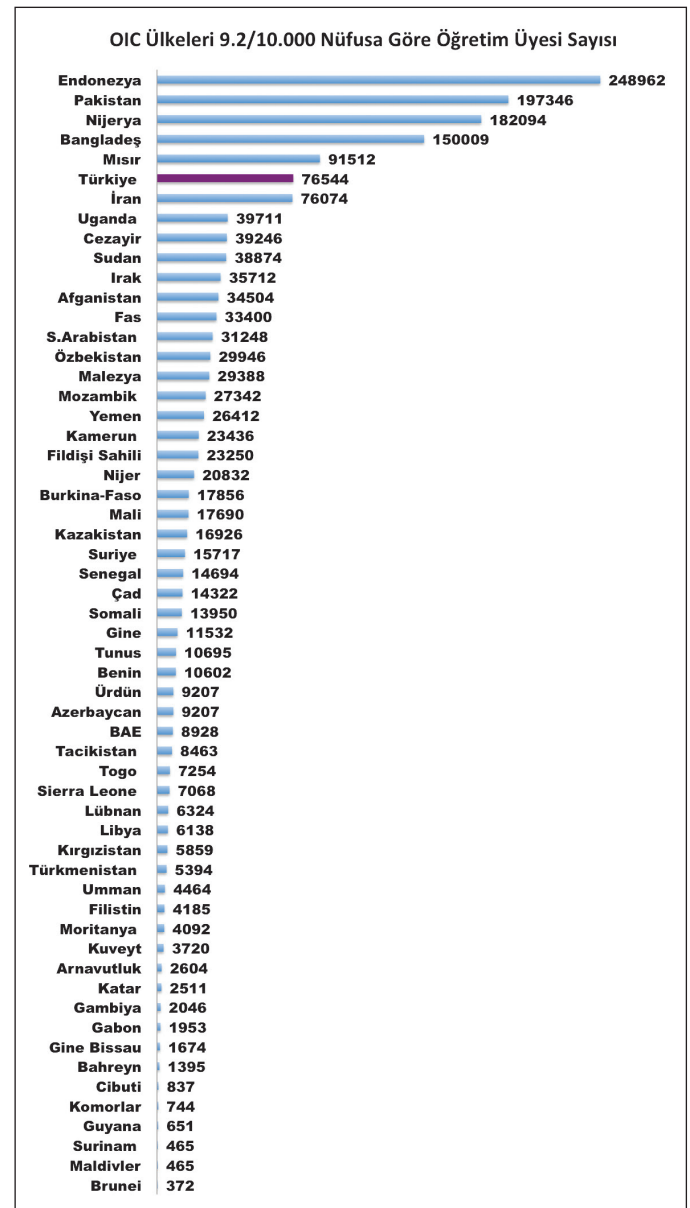 OIC Ülkeleri 9.2/10.000 Nüfusa Göre Öğretim Üyesi Sayısı
Endonezya 248962
Pakistan 197346
Nijerya 182094
Bangladeş 150009
Mısır 91512
Türkiye 76544
İran 76074
Uganda 39711
Cezayir 39246
Sudan 38874
Irak 35712
Afganistan 34504
Fas 33400
S.Arabistan 31248
Özbekistan 29946
Malezya 29388
Mozambik 27342
Yemen 26412
Kamerun 23436
Fildişi Sahili 23250
Nijer 20832
Burkina-Faso 17856
Mali 17690
Kazakistan 16926
Suriye 15717
Senegal 14694
Çad 14322
Somali 13950
Gine 11532
Tunus 10695
Benin 10602
Ürdün 9207
Azerbaycan 9207
BAE 8928
Tacikistan 8463
Togo 7254
Sierra Leone 7068
Lübnan 6324
Libya 6138
Kırgızistan 5859
Türkmenistan 5394
Umman 4464
Filistin 4185
Moritanya 4092
Kuveyt 3720
Arnavutluk 2604
Katar 2511
Gambiya 2046
Gabon 1953
Gine Bissau 1674
Bahreyn 1395
Cibuti 837
Komorlar 744
Guyana 651
Surinam 465
Maldivler 465
Brunei 372